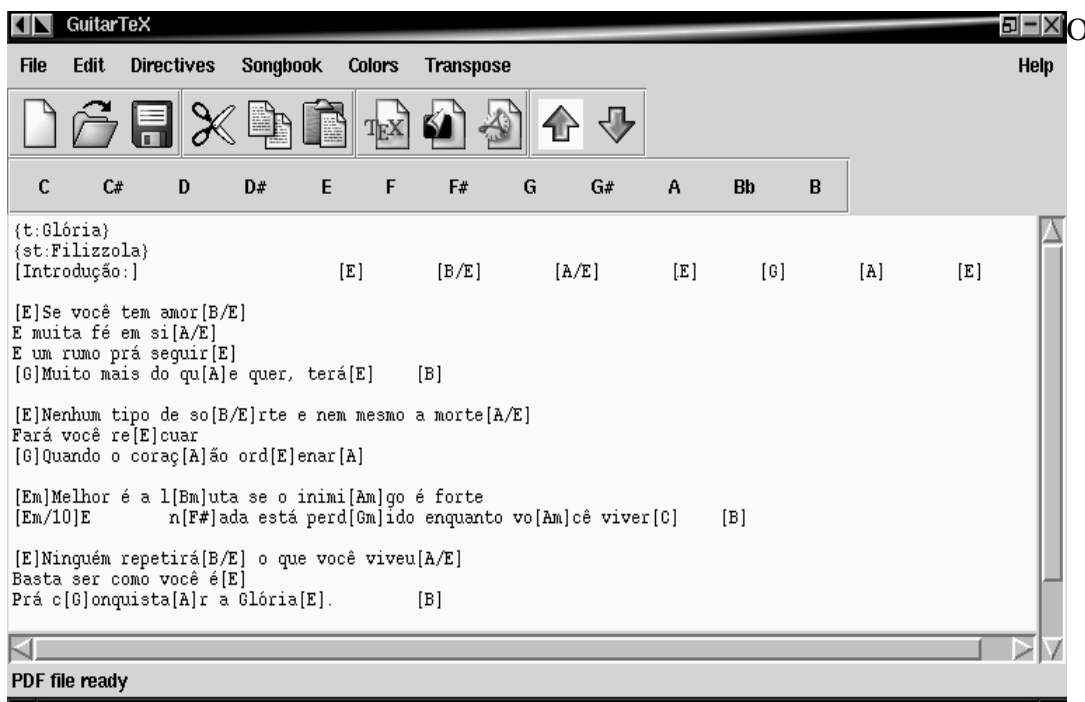 GuitarTeX
O
File Edit Directives Songbook Colors Transpose Help
TEX
C C# D D# E F F# G G# A Bb B
{t:Glória}
{st:Filizzola}
[Introdução:] [E] [B/E] [A/E] [E] [G] [A] [E]
[E]Se você tem amor[B/E]
E muita fé em si[A/E]
E um rumo prá seguir[E]
[G]Muito mais do qu[A]e quer, terá[E] [B]
[E]Nenhum tipo de so[B/E]rte e nem mesmo a morte[A/E]
Fará você re[E]cuar
[G]Quando o coraç[A]ão ord[E]enar[A]
[Em]Melhor é a l[Bm]uta se o inimi[Am]go é forte
[Em/10]E n[F#]ada está perd[Gm]ido enquanto vo[Am]cê viver[C] [B]
[E]Ninguém repetirá[B/E] o que você viveu[A/E]
Basta ser como você é[E]
Prá c[G]onquista[A]r a Glória[E]. [B]
PDF file ready